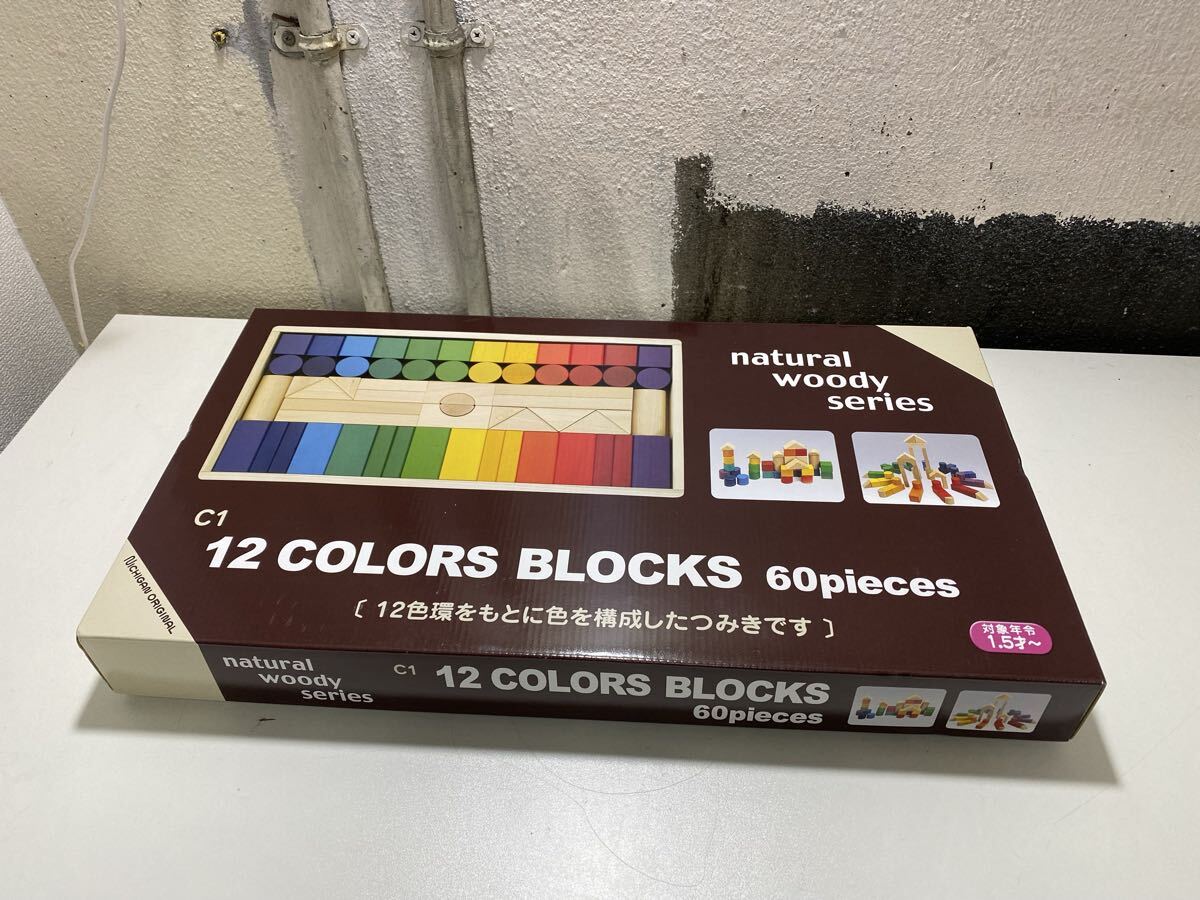 natural
woody
series
C1
12 COLORS BLOCKS 60pieces
〔 12色環をもとに色を構成したつみきです 〕
対象年令
1.5才～
NICHIGAN ORIGINAL
natural
woody
series
C1 12 COLORS BLOCKS
60pieces